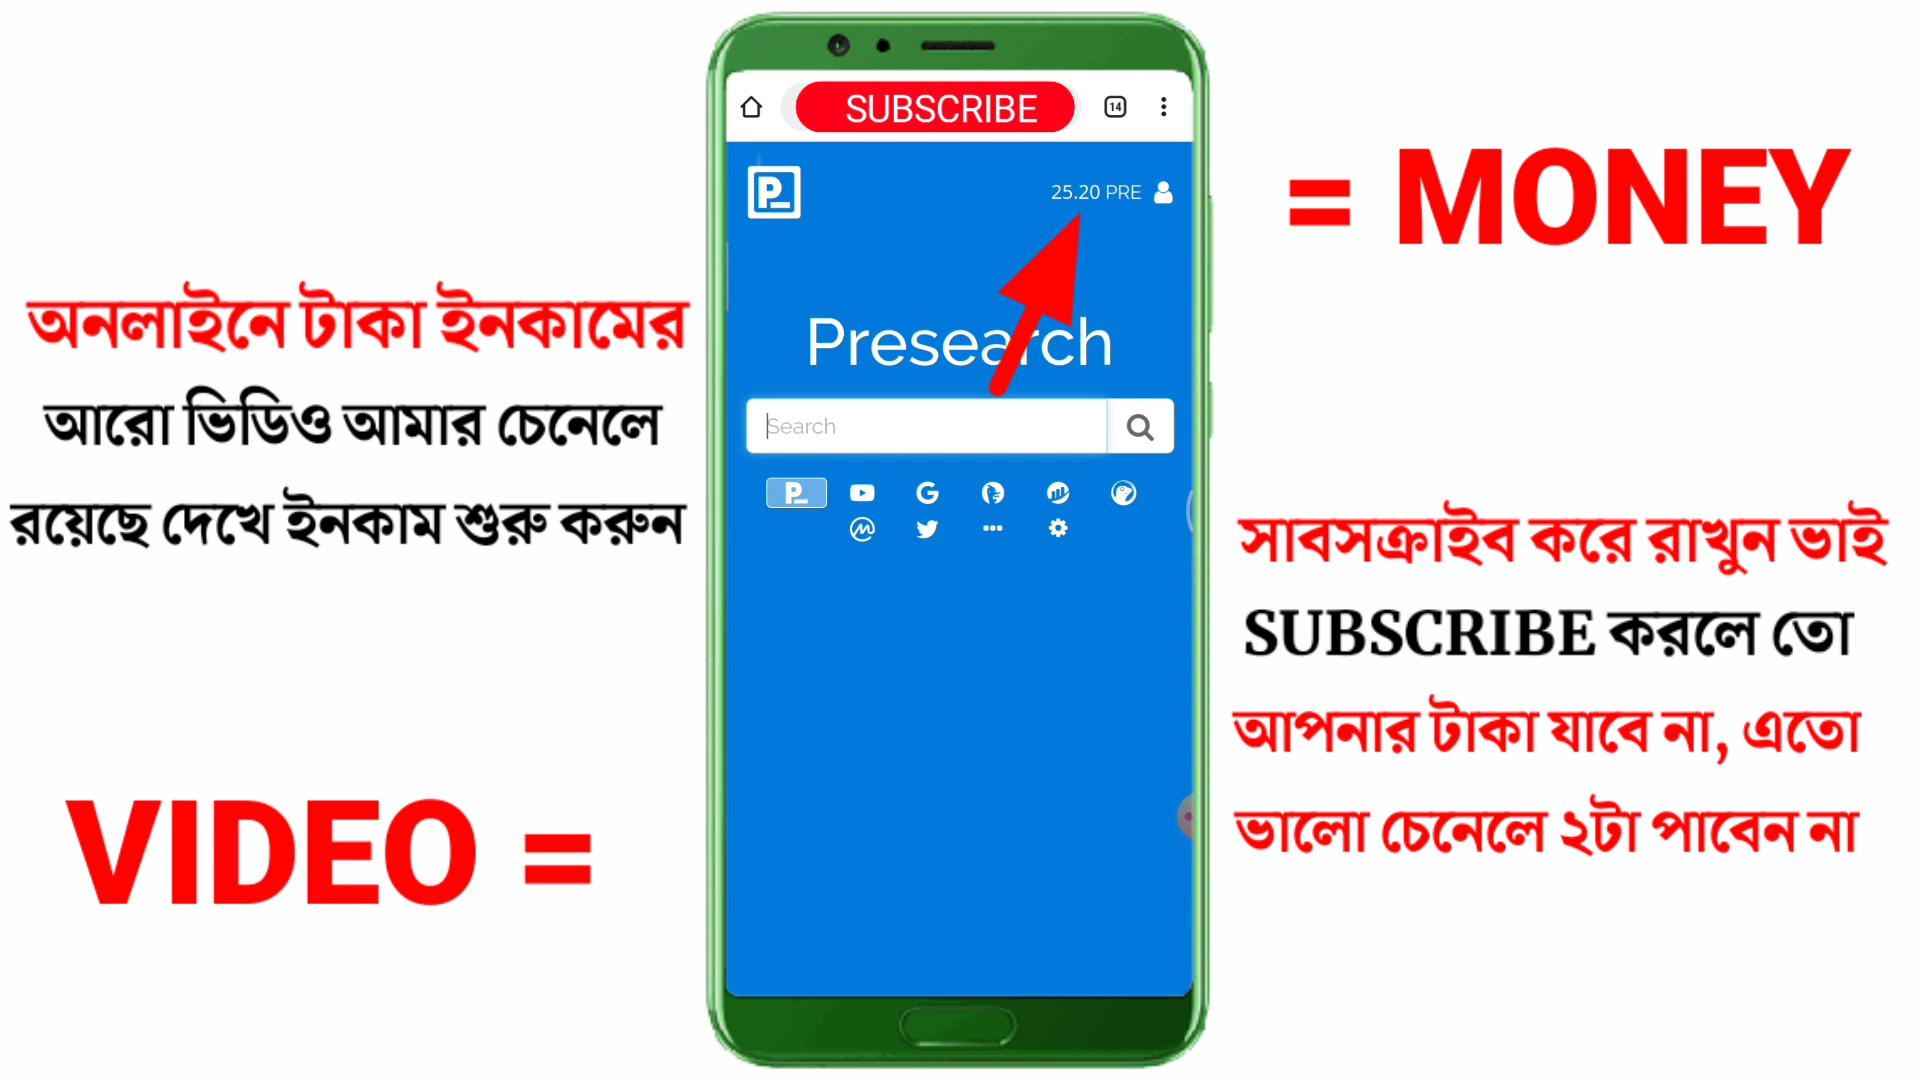 SUBSCRIBE
14
P
25.20 PRE
= MONEY
Presearch
Search
P
অনলাইনে টাকা ইনকামের
আরো ভিডিও আমার চেনেলে
রয়েছে দেখে ইনকাম শুরু করুন
VIDEO =
সাবসক্রাইব করে রাখুন ভাই
SUBSCRIBE করলে তো
আপনার টাকা যাবে না, এতো
ভালো চেনেলে ২টা পাবেন না